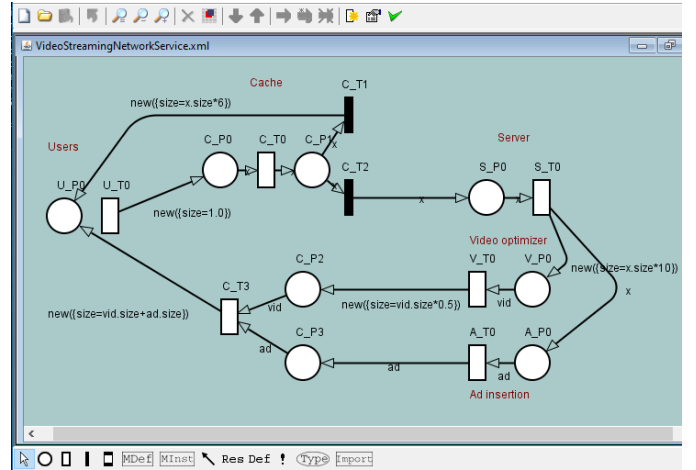 VideoStreamingNetworkService.xml
Cache
C_T1
new({size=x.size*6})
Users
C_P0
C_T0
C_P1
x
Server
U_P0
U_T0
C_T2
S_P0
S_T0
x
x
x
x
new({size=1.0})
Video optimizer
C_P2
V_T0
V_P0
new({size=x.size*10})
C_T3
vid
new({size=vid.size*0.5})
vid
x
new({size=vid.size+ad.size})
C_P3
A_T0
A_P0
ad
ad
ad
Ad insertion
MDef
MInst
Res
Def
!
Type
Import